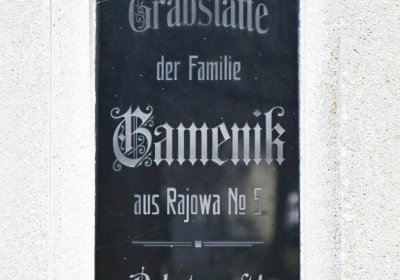 Grabstätte
der Familie
Gamenik
aus Rajowa No 5.